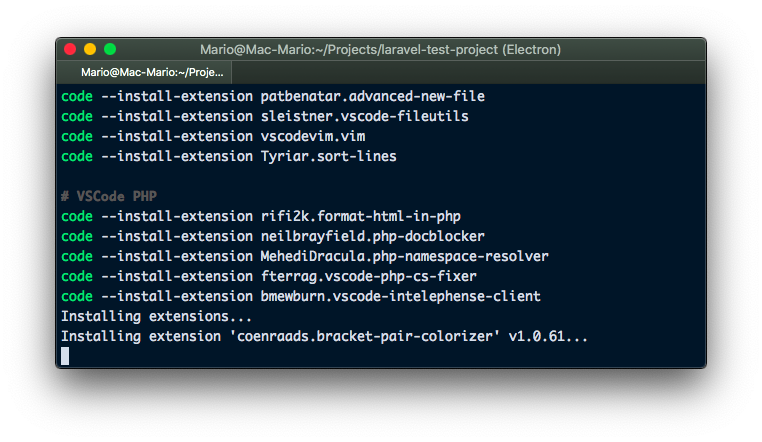 Mario@Mac-Mario:~/Projects/laravel-test-project (Electron)
Mario@Mac-Mario:~/Proje...
code --install-extension patbenatar.advanced-new-file
code --install-extension sleistner.vscode-fileutils
code --install-extension vscodevim.vim
code --install-extension Tyriar.sort-lines
# VSCode PHP
code --install-extension rifi2k.format-html-in-php
code --install-extension neilbrayfield.php-docblocker
code --install-extension MehediDracula.php-namespace-resolver
code --install-extension fterrag.vscode-php-cs-fixer
code --install-extension bmewburn.vscode-intelephense-client
Installing extensions...
Installing extension 'coenraads.bracket-pair-colorizer' v1.0.61...